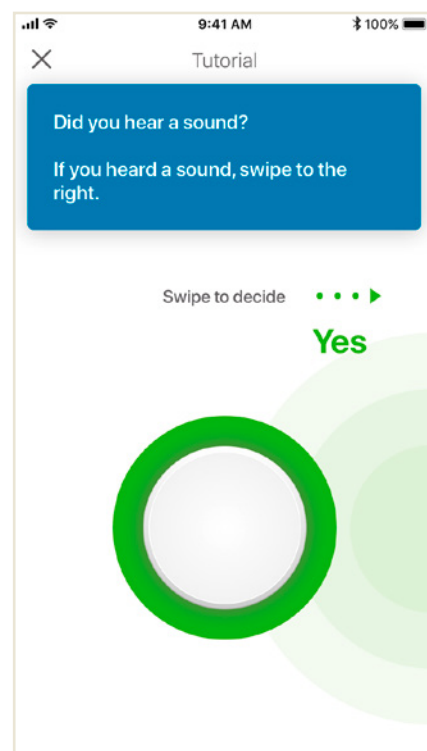 9:41 AM
100%
Tutorial
Did you hear a sound?
If you heard a sound, swipe to the
right.
Swipe to decide
Yes